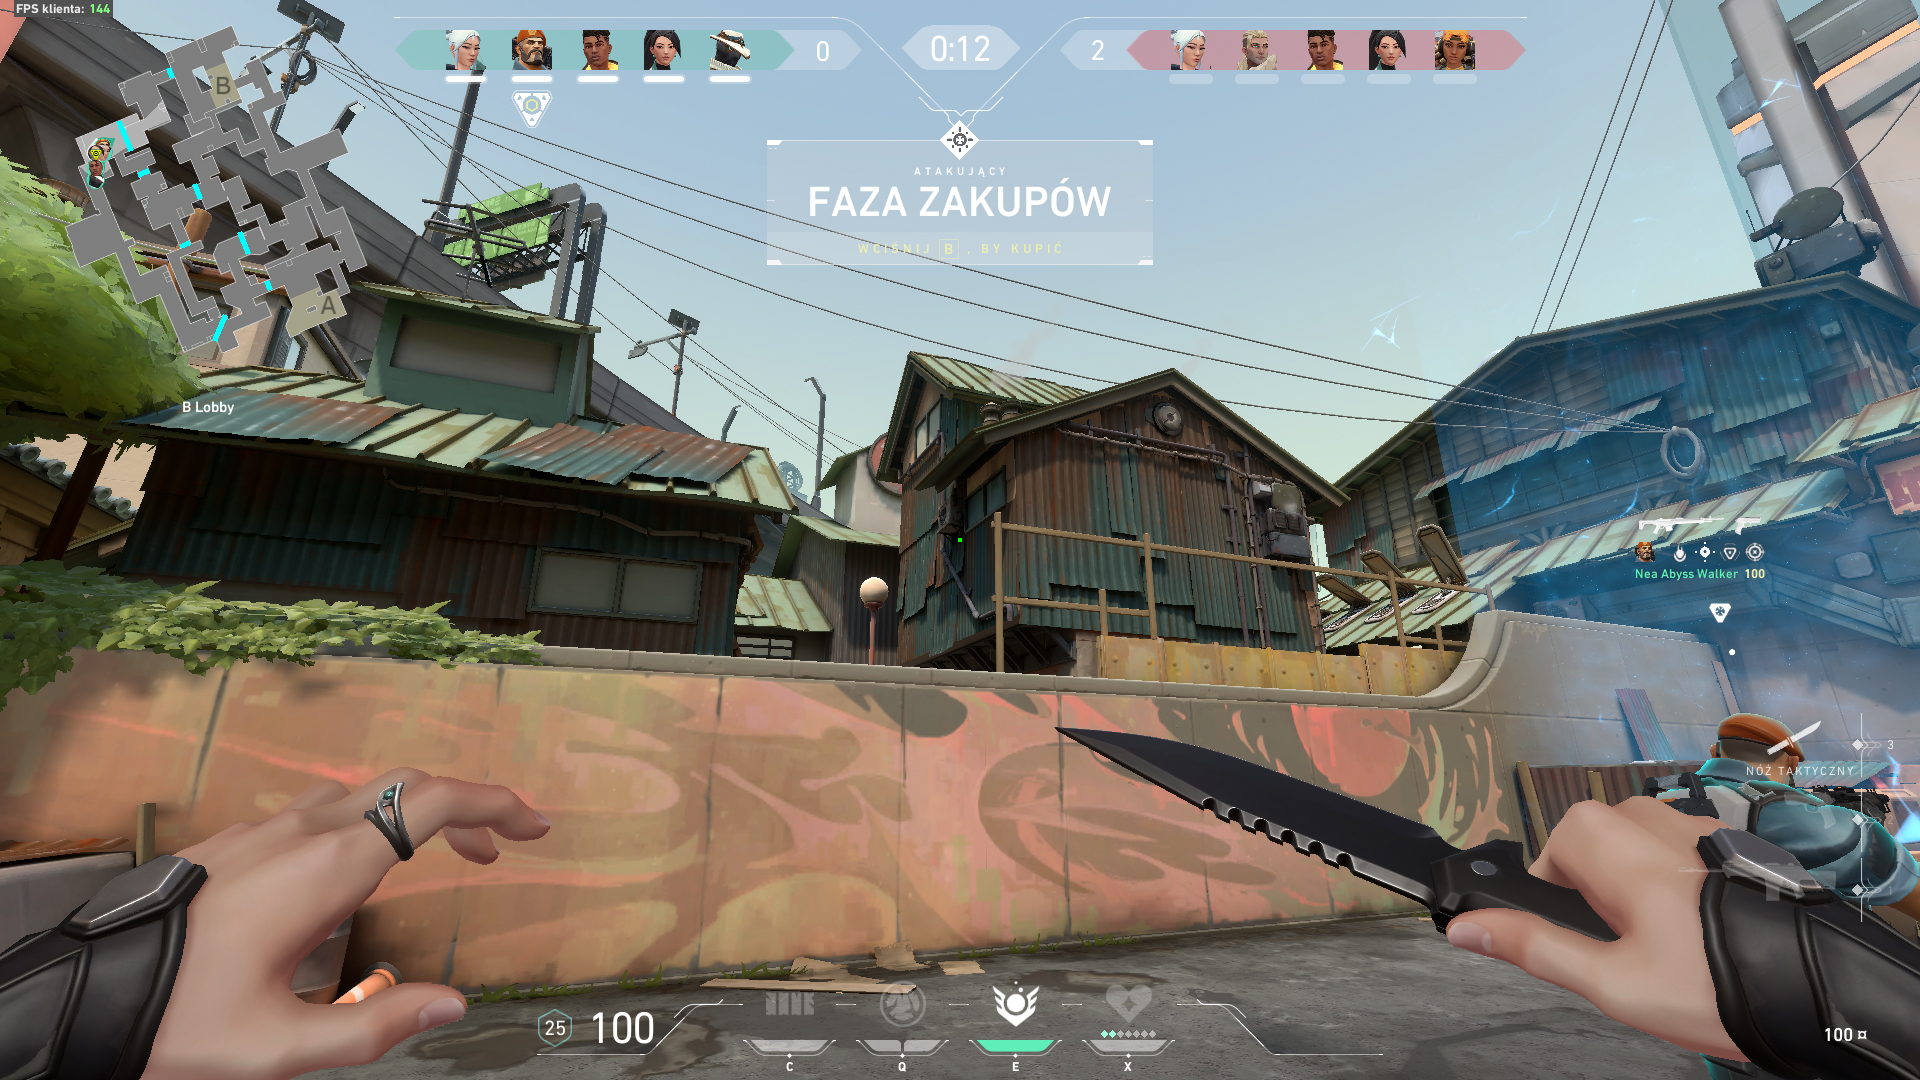 FPS klienta: 144
0
0:12
2
ATAKUJĄCY
FAZA ZAKUPÓW
WCIŚNIJ B , BY KUPIĆ
B
A
B Lobby
Nea Abyss Walker 100
3
NÓŻ TAKTYCZNY
25 100
C Q E X
100 ¤